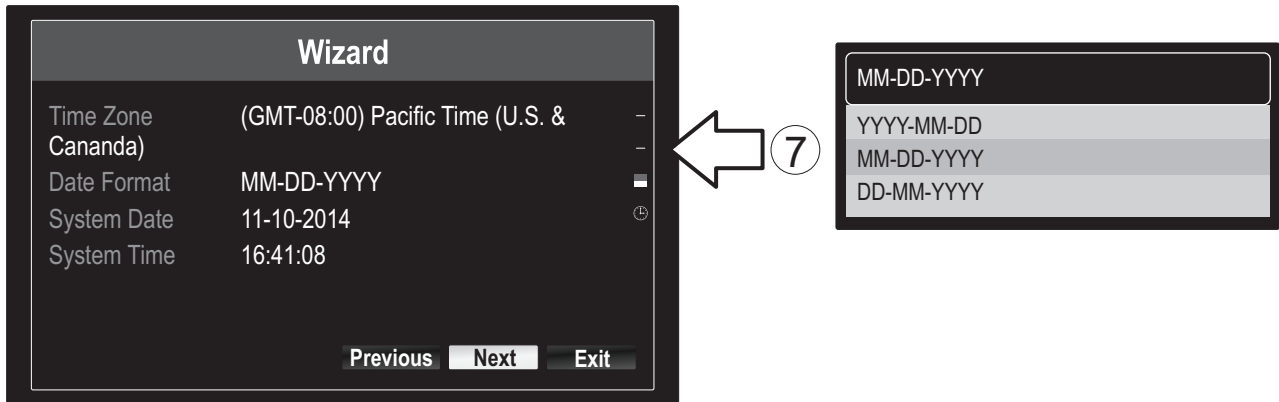 Wizard
Time Zone (GMT-08:00) Pacific Time (U.S. &
Cananda)
Date Format MM-DD-YYYY
System Date 11-10-2014
System Time 16:41:08
Previous Next Exit
7
MM-DD-YYYY
YYYY-MM-DD
MM-DD-YYYY
DD-MM-YYYY